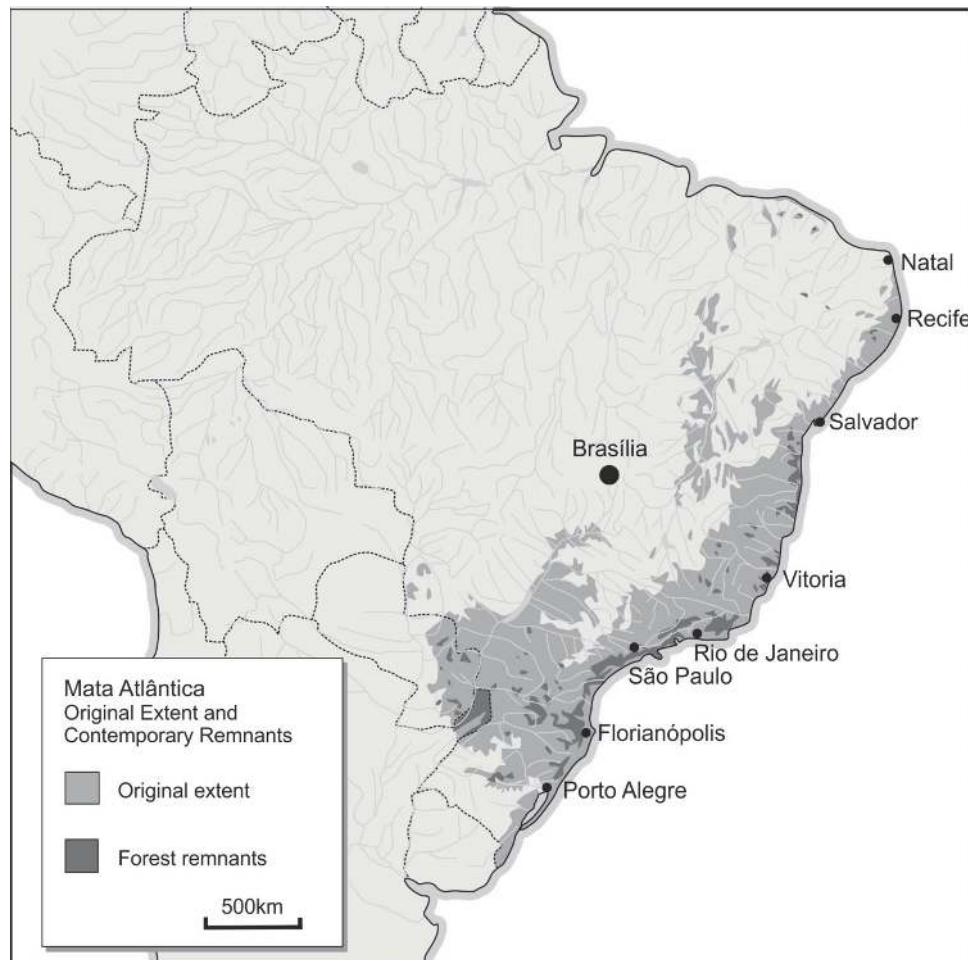 Natal
Recife
Salvador
Brasília
Vitoria
Rio de Janeiro
São Paulo
Florianópolis
Porto Alegre
Mata Atlântica
Original Extent and
Contemporary Remnants
Original extent
Forest remnants
500km